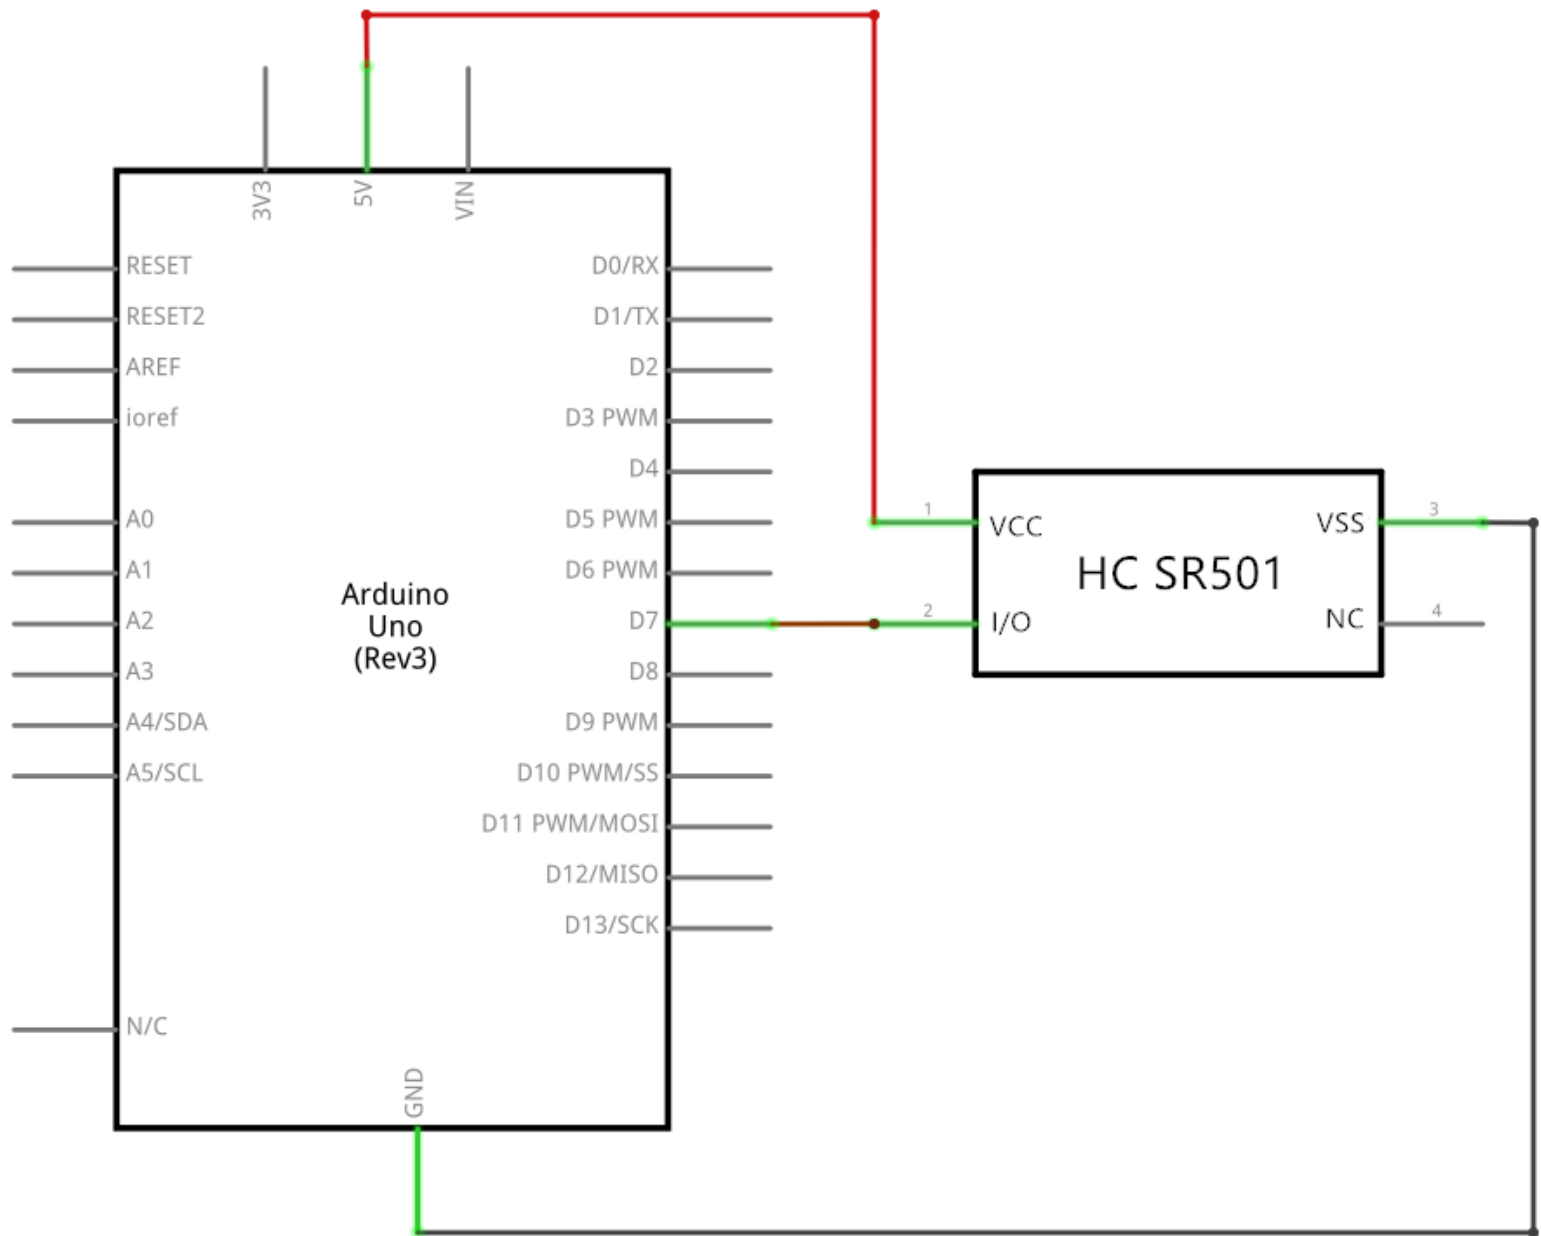 3V3
5V
VIN
RESET
D0/RX
RESET2
D1/TX
AREF
D2
ioref
D3 PWM
D4
A0
D5 PWM
A1
D6 PWM
A2
D7
A3
D8
A4/SDA
D9 PWM
A5/SCL
D10 PWM/SS
D11 PWM/MOSI
D12/MISO
D13/SCK
N/C
GND
Arduino
Uno
(Rev3)
1
VCC
VSS
3
HC SR501
2
I/O
NC
4